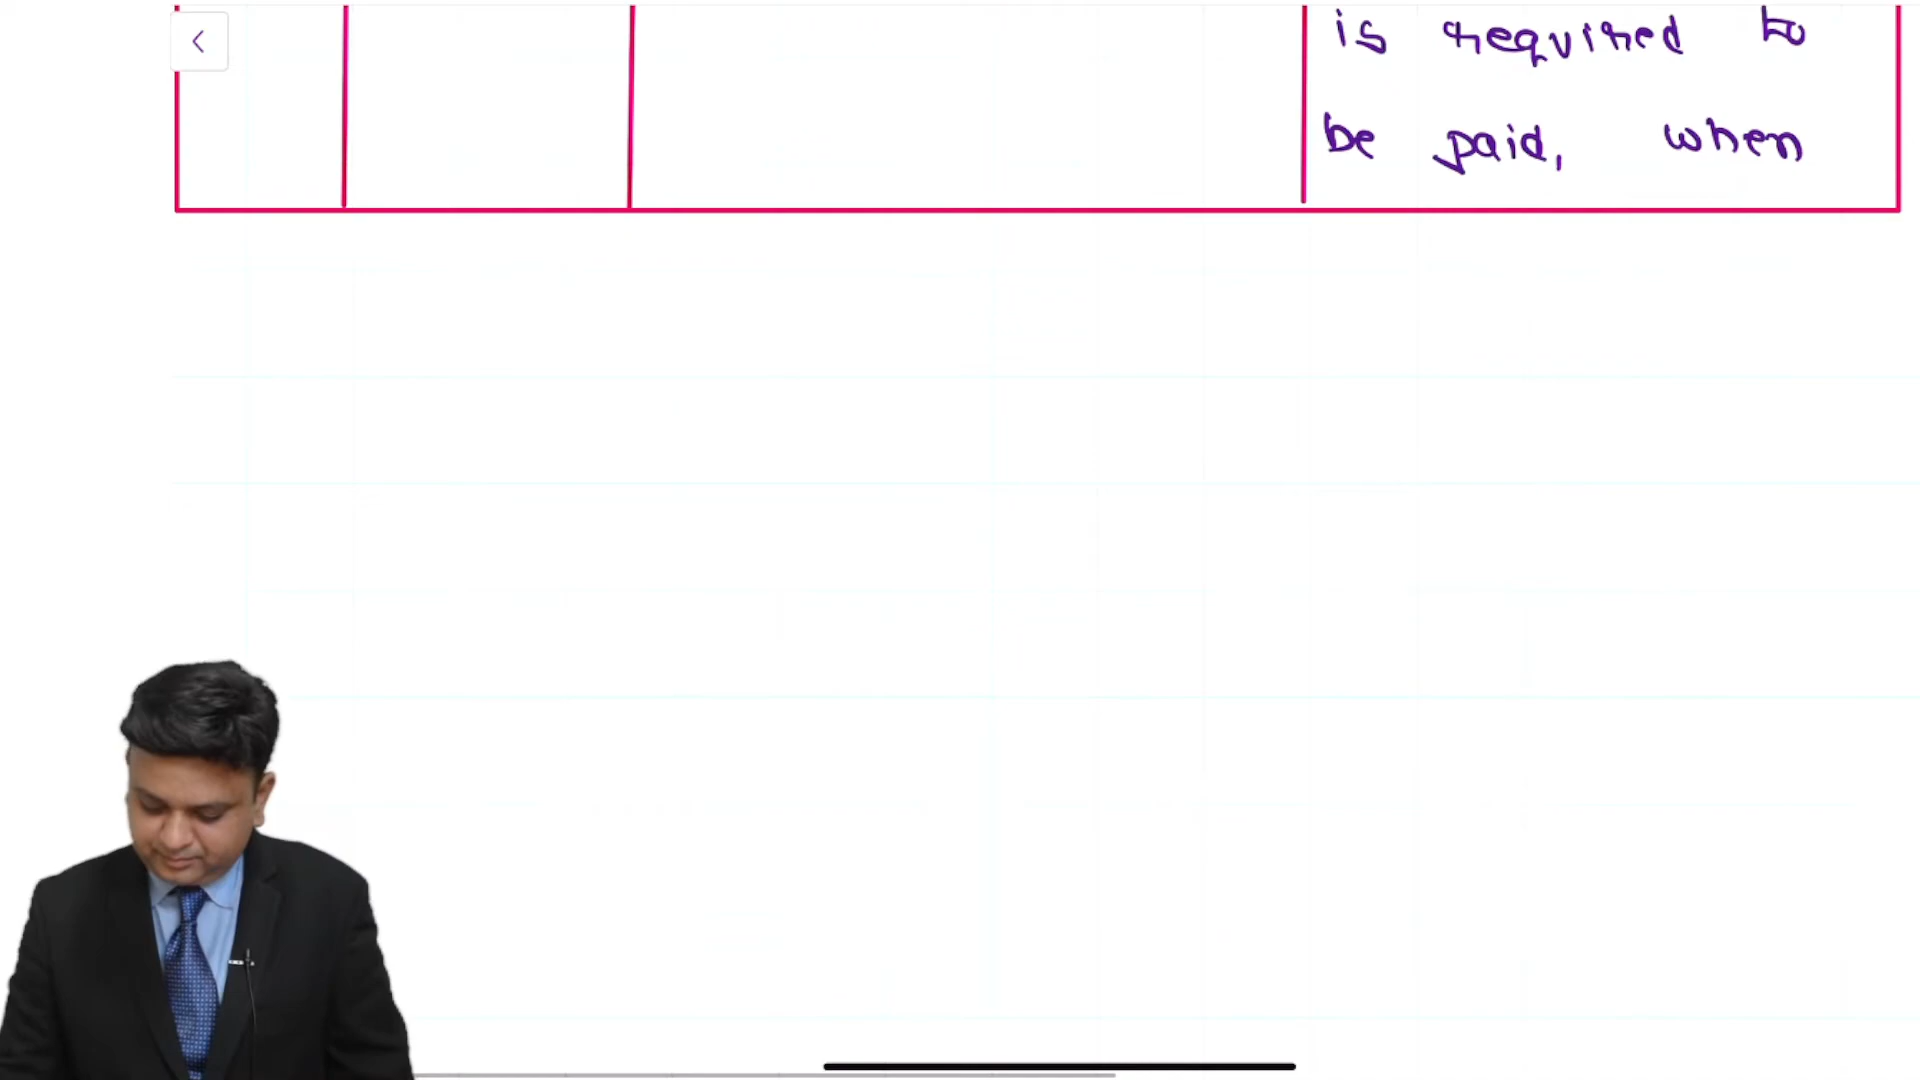 is required to
be paid, when